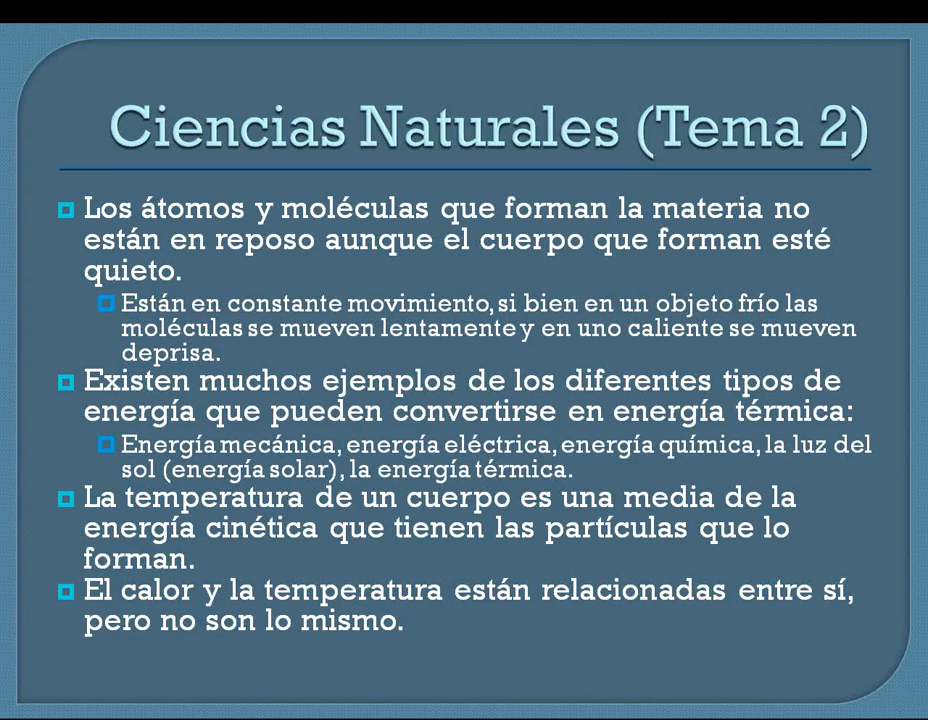 Ciencias Naturales (Tema 2)
Los átomos y moléculas que forman la materia no
están en reposo aunque el cuerpo que forman esté
quieto.
Están en constante movimiento, si bien en un objeto frío las
moléculas se mueven lentamente y en uno caliente se mueven
deprisa.
Existen muchos ejemplos de los diferentes tipos de
energía que pueden convertirse en energía térmica:
Energía mecánica, energía eléctrica, energía química, la luz del
sol (energía solar), la energía térmica.
La temperatura de un cuerpo es una media de la
energía cinética que tienen las partículas que lo
forman.
El calor y la temperatura están relacionadas entre sí,
pero no son lo mismo.